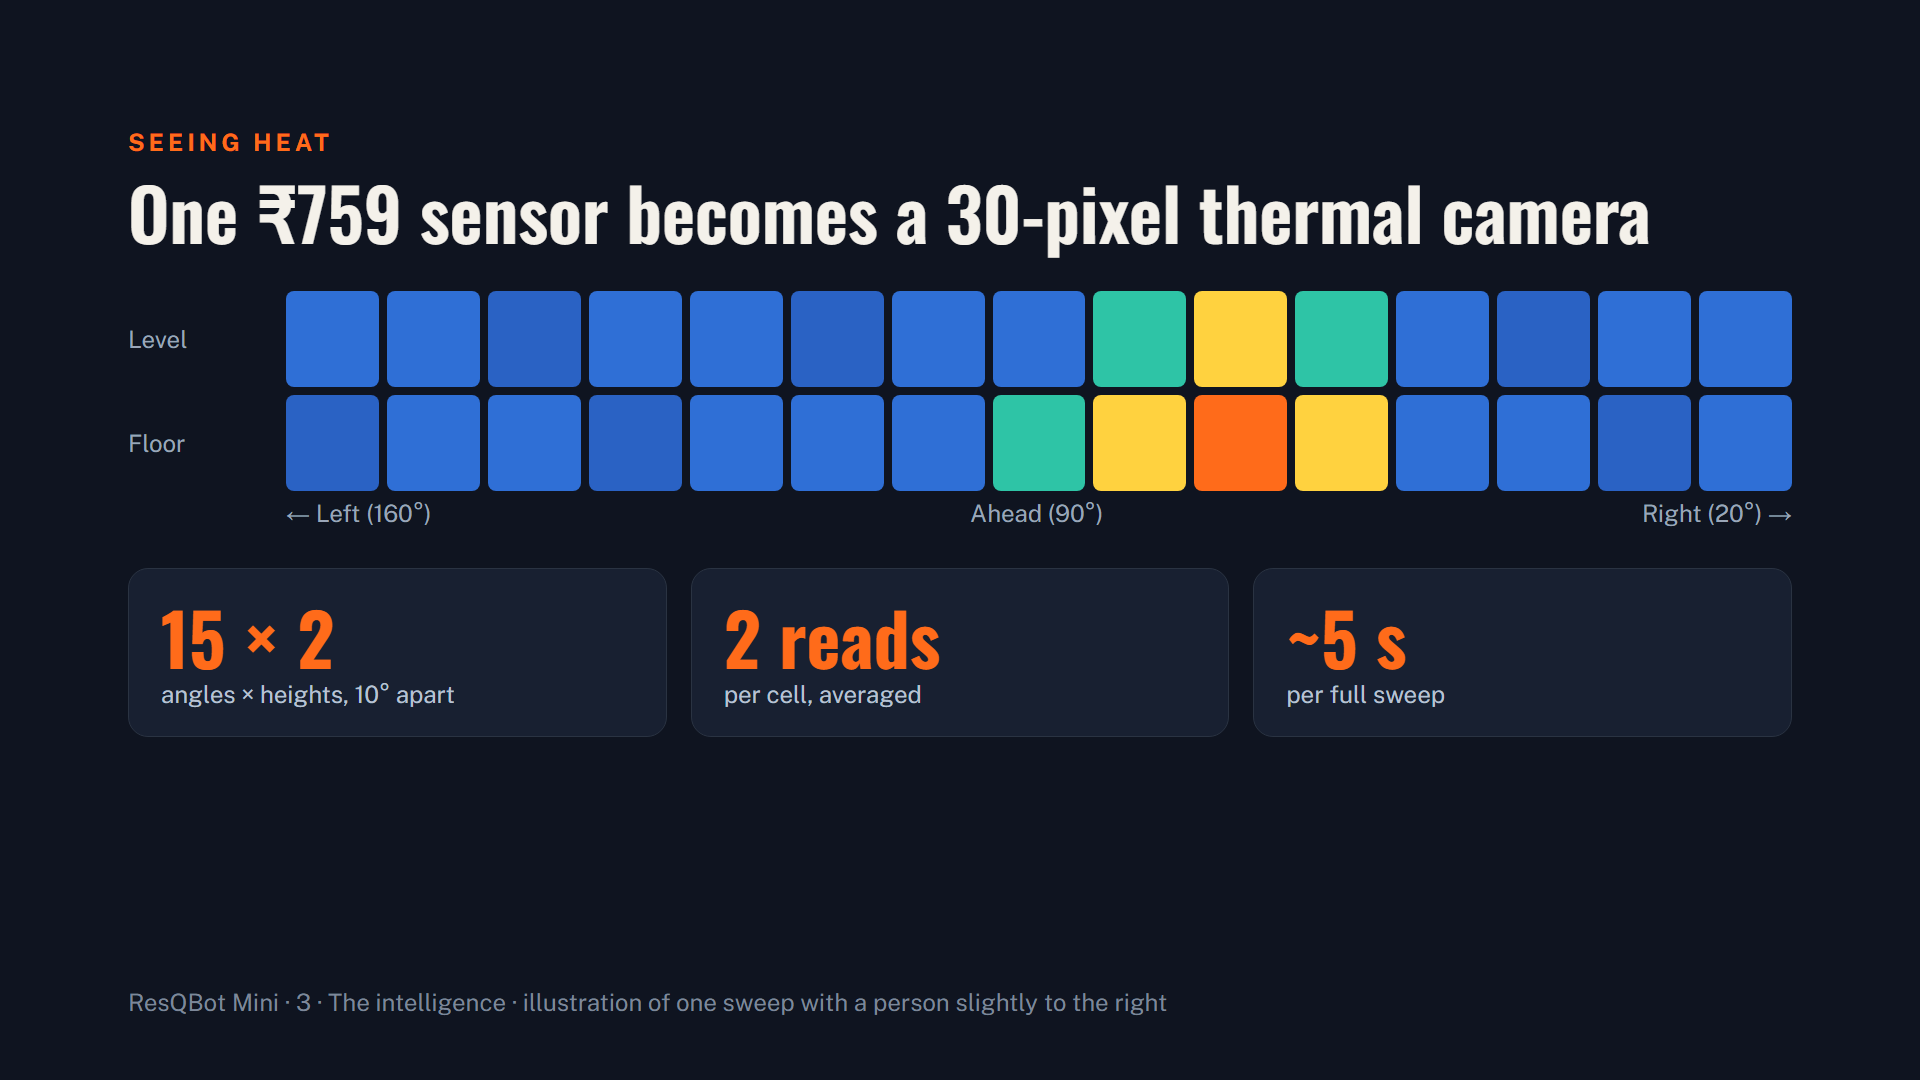 SEEING HEAT
One ₹759 sensor becomes a 30-pixel thermal camera
Level
Floor
← Left (160°)
Ahead (90°)
Right (20°) →
15 × 2
angles × heights, 10° apart
2 reads
per cell, averaged
~5 s
per full sweep
ResQBot Mini · 3 · The intelligence · illustration of one sweep with a person slightly to the right